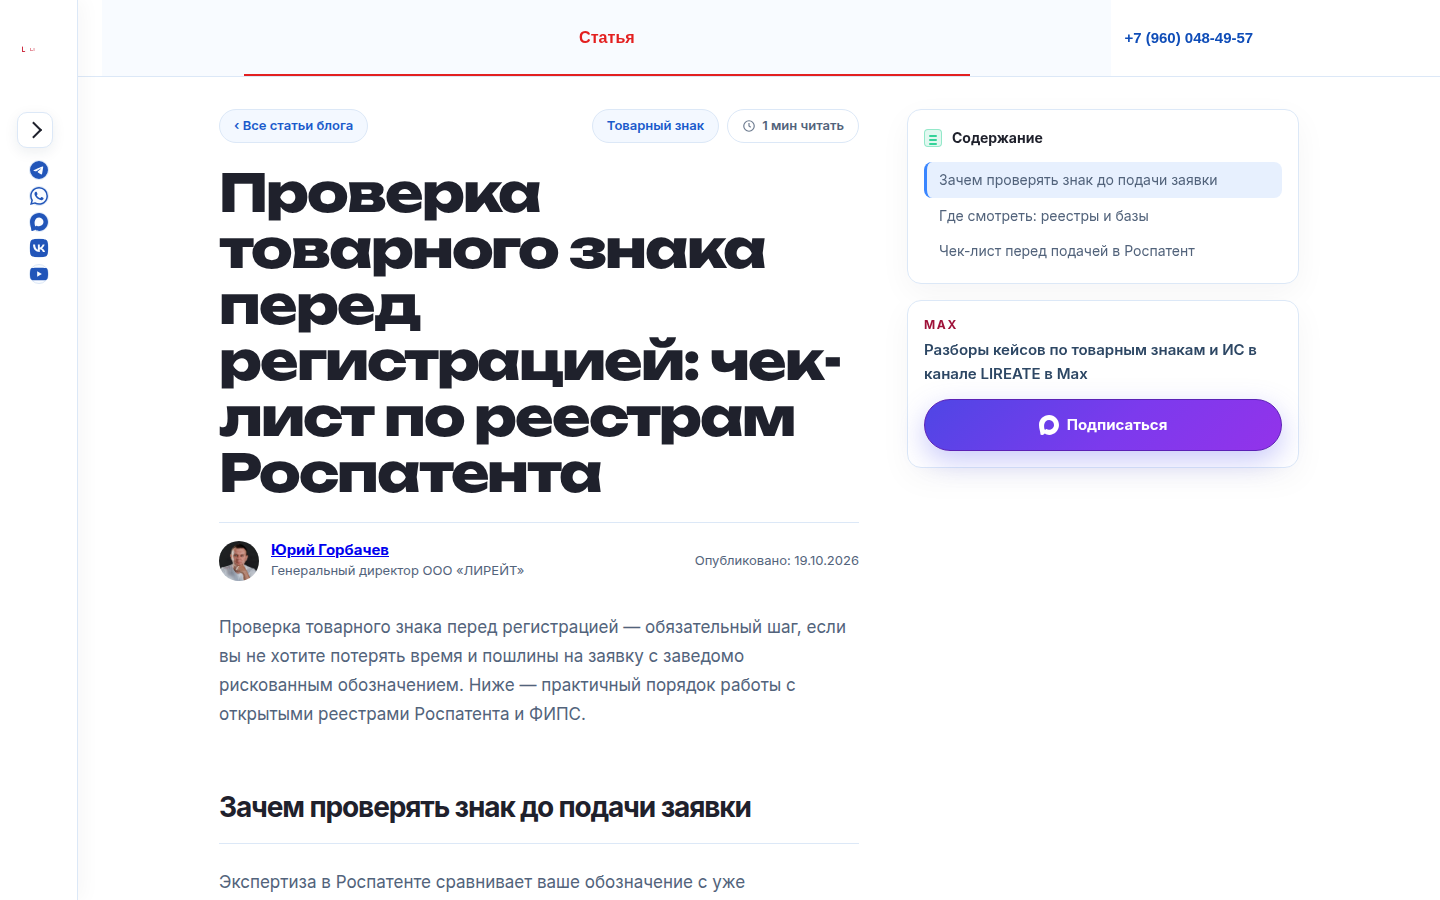 Статья
+7 (960) 048-49-57
‹ Все статьи блога
Товарный знак
1 мин читать
Проверка
товарного знака
перед
регистрацией: чек-
лист по реестрам
Роспатента
Юрий Горбачев
Генеральный директор ООО «ЛИРЕЙТ»
Опубликовано: 19.10.2026
Проверка товарного знака перед регистрацией — обязательный шаг, если
вы не хотите потерять время и пошлины на заявку с заведомо
рискованным обозначением. Ниже — практичный порядок работы с
открытыми реестрами Роспатента и ФИПС.
Зачем проверять знак до подачи заявки
Экспертиза в Роспатенте сравнивает ваше обозначение с уже
Содержание
Зачем проверять знак до подачи заявки
Где смотреть: реестры и базы
Чек-лист перед подачей в Роспатент
MAX
Разборы кейсов по товарным знакам и ИС в
канале LIREATE в Max
Подписаться